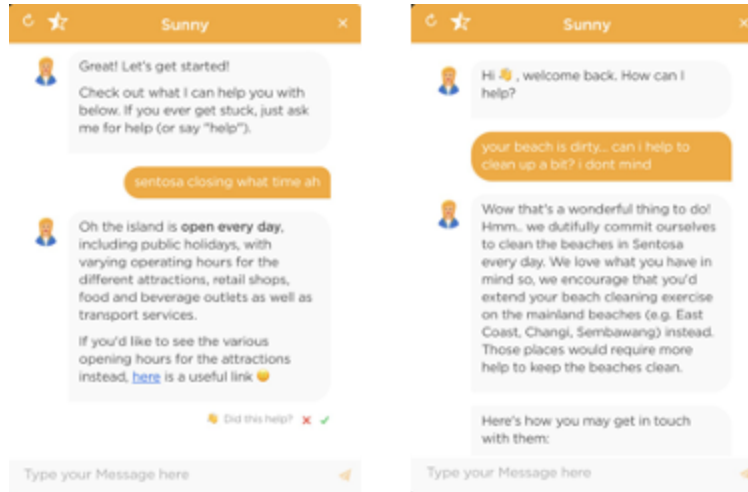 Sunny
Great! Let's get started!
Check out what I can help you with
below. If you ever get stuck, just ask
me for help (or say "help").
sentosa closing what time ah
Oh the island is open every day,
including public holidays, with
varying operating hours for the
different attractions, retail shops,
food and beverage outlets as well as
transport services.
If you'd like to see the various
opening hours for the attractions
instead, here is a useful link
Did this help?
Type your Message here
Sunny
Hi , welcome back. How can I
help?
your beach is dirty... can i help to
clean up a bit? i dont mind
Wow that's a wonderful thing to do!
Hmm.. we dutifully commit ourselves
to clean the beaches in Sentosa
every day. We love what you have in
mind so, we encourage that you'd
extend your beach cleaning exercise
on the mainland beaches (e.g. East
Coast, Changi, Sembawang) instead.
Those places would require more
help to keep the beaches clean.
Here's how you may get in touch
with them:
Type your Message here